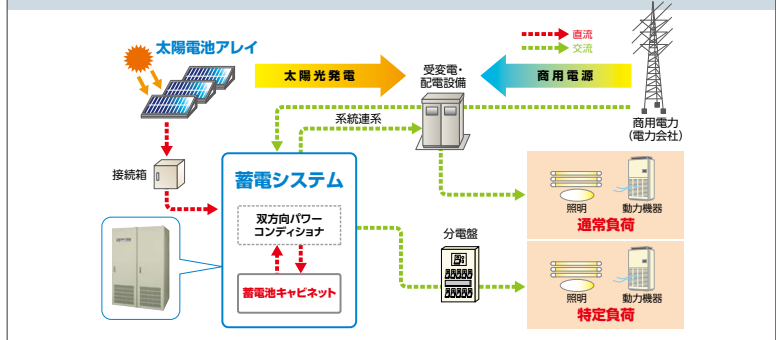 太陽電池アレイ
直流
交流
太陽光発電
受変電・
配電設備
商用電源
系統連系
商用電力
(電力会社)
接続箱
蓄電システム
双方向パワー
コンディショナ
蓄電池キャビネット
分電盤
照明
動力機器
通常負荷
照明
動力機器
特定負荷